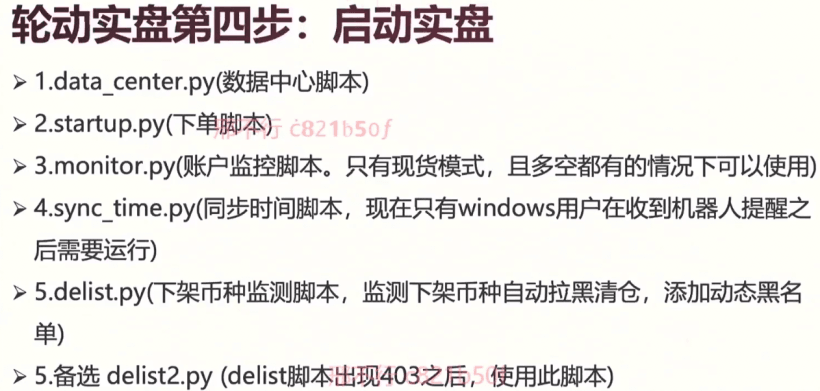 轮动实盘第四步：启动实盘
➢ 1.data_center.py(数据中心脚本)
➢ 2.startup.py(下单脚本)
➢ 3.monitor.py(账户监控脚本。只有现货模式，且多空都有的情况下可以使用)
➢ 4.sync_time.py(同步时间脚本，现在只有windows用户在收到机器人提醒之
后需要运行)
➢ 5.delist.py(下架币种监测脚本，监测下架币种自动拉黑清仓，添加动态黑名
单)
➢ 5.备选 delist2.py (delist脚本出现403之后，使用此脚本)